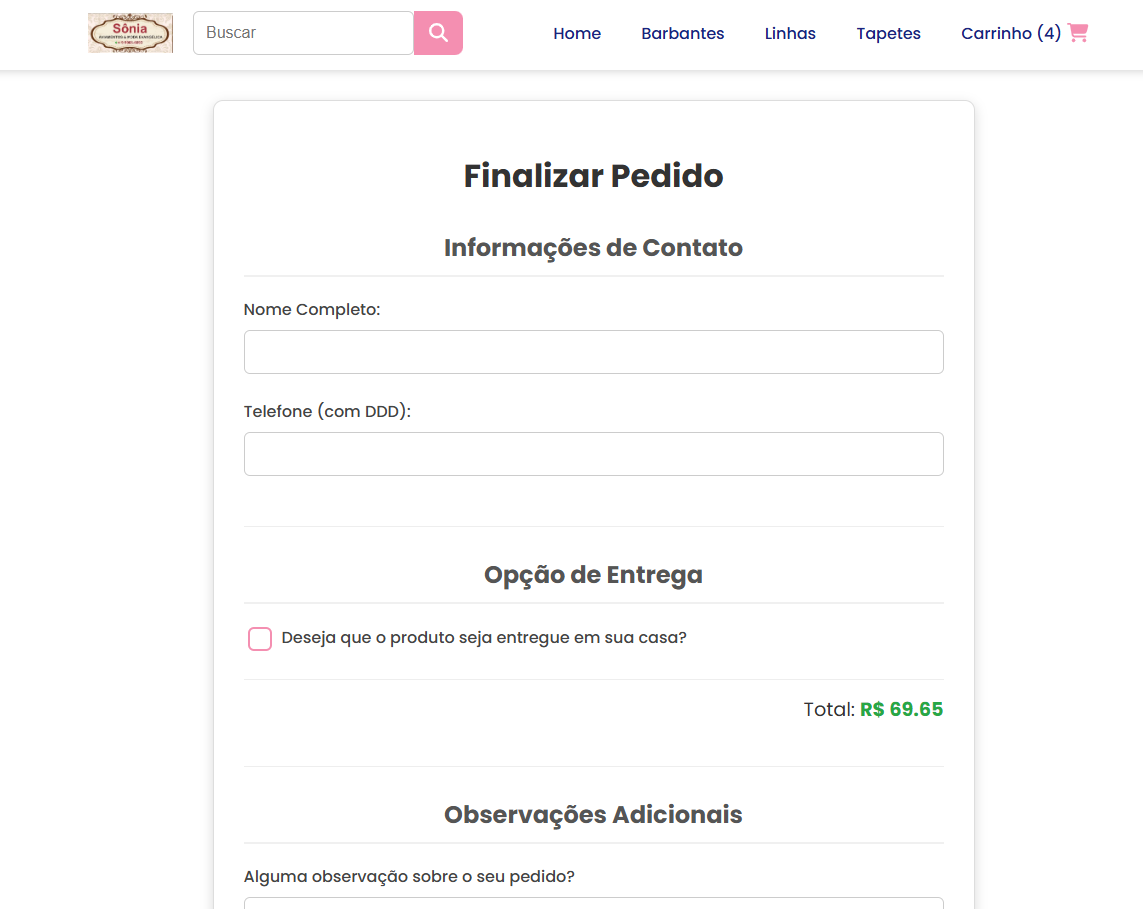 Sônia
Buscar
Home
Barbantes
Linhas
Tapetes
Carrinho (4)
Finalizar Pedido
Informações de Contato
Nome Completo:
Telefone (com DDD):
Opção de Entrega
Deseja que o produto seja entregue em sua casa?
Total: R$ 69.65
Observações Adicionais
Alguma observação sobre o seu pedido?